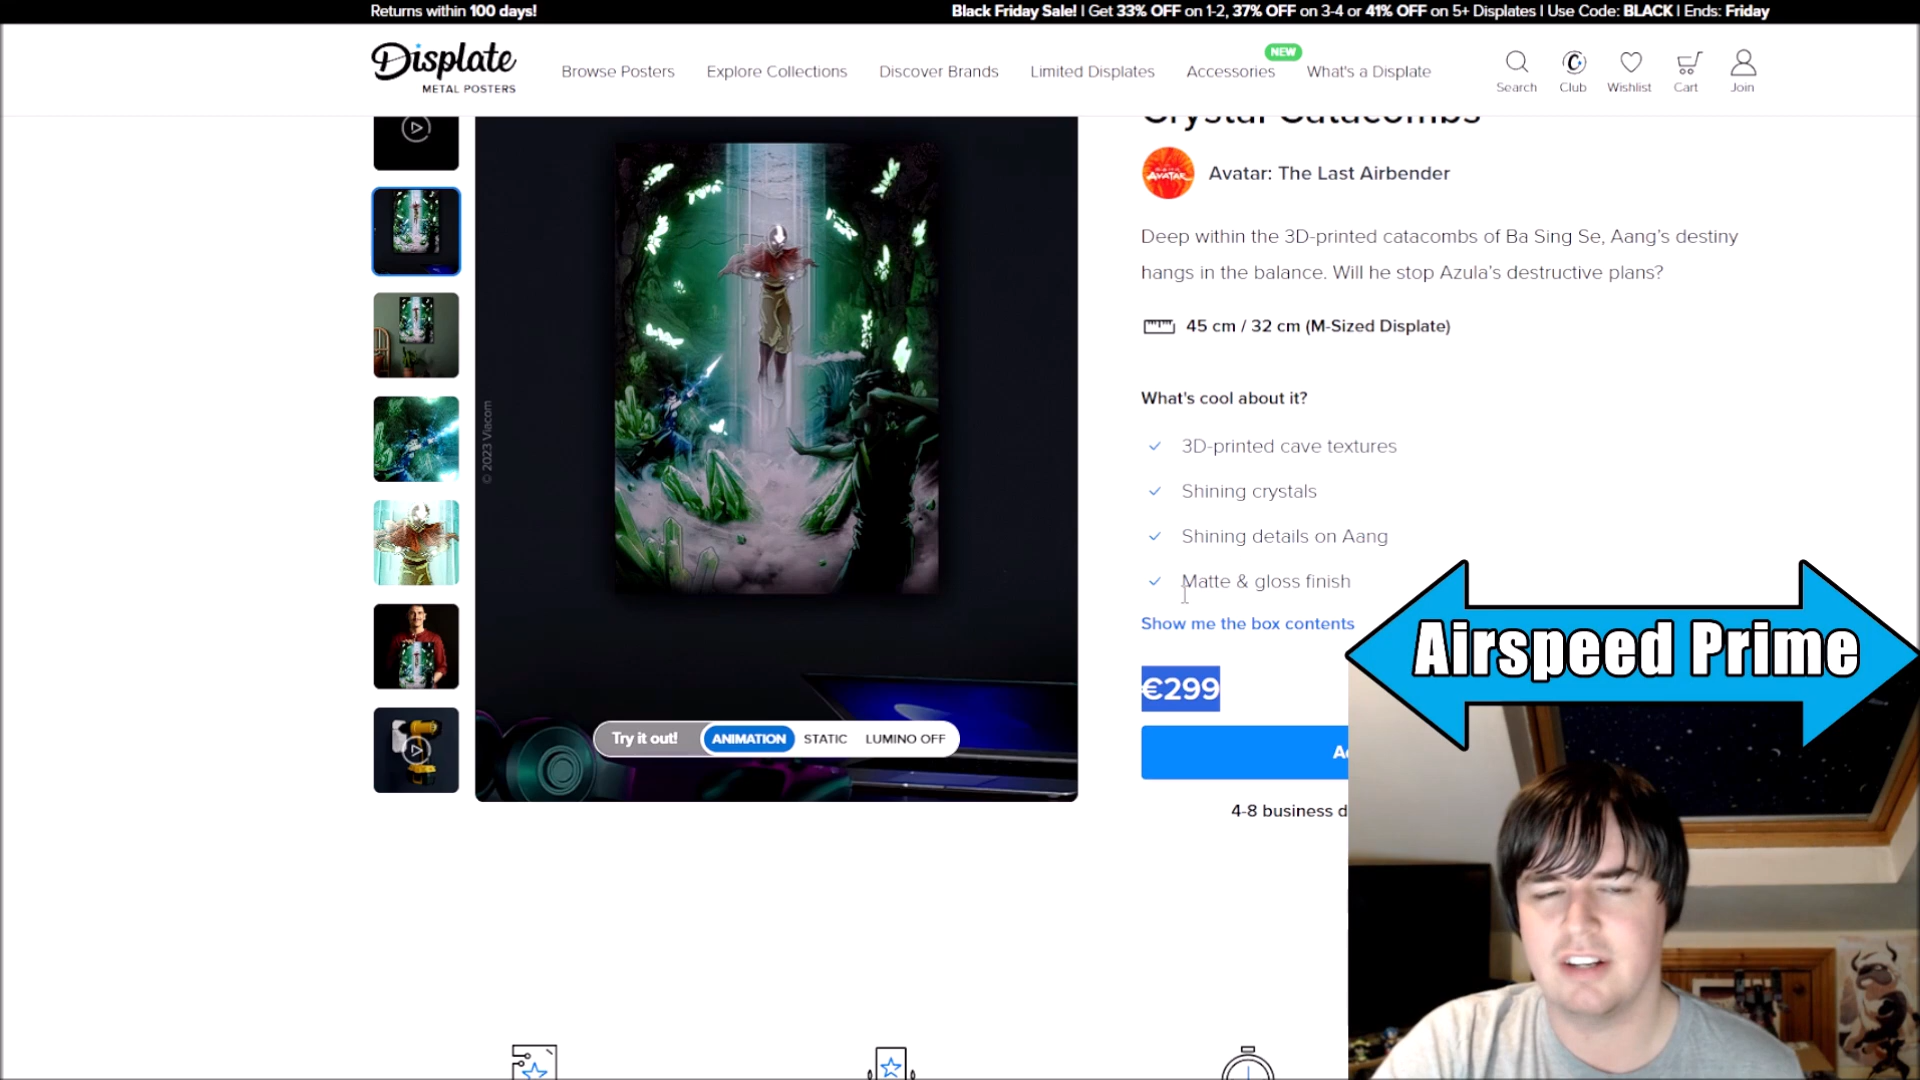 Returns within 100 days!
Black Friday Sale! | Get 33% OFF on 1-2, 37% OFF on 3-4 or 41% OFF on 5+ Displates | Use Code: BLACK | Ends: Friday
Displate
METAL POSTERS
Browse Posters
Explore Collections
Discover Brands
Limited Displates
Accessories
NEW
What's a Displate
Search
Club
Wishlist
Cart
Join
Crystal Catacombs
AVATAR
Avatar: The Last Airbender
Deep within the 3D-printed catacombs of Ba Sing Se, Aang's destiny
hangs in the balance. Will he stop Azula's destructive plans?
45 cm / 32 cm (M-Sized Displate)
What's cool about it?
3D-printed cave textures
Shining crystals
Shining details on Aang
Matte & gloss finish
Show me the box contents
€299
4-8 business d
© 2023 Viacom
Try it out!
ANIMATION
STATIC
LUMINO OFF
Airspeed Prime